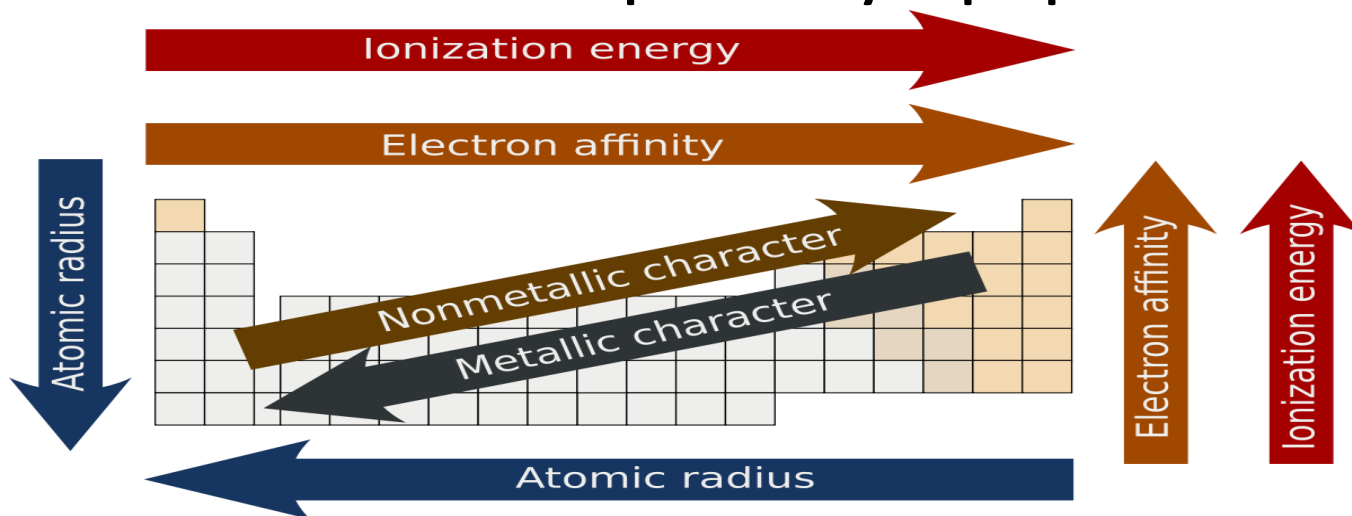 Ionization energy
Electron affinity
Atomic radius
Nonmetallic character
Metallic character
Electron affinity
Ionization energy
Atomic radius